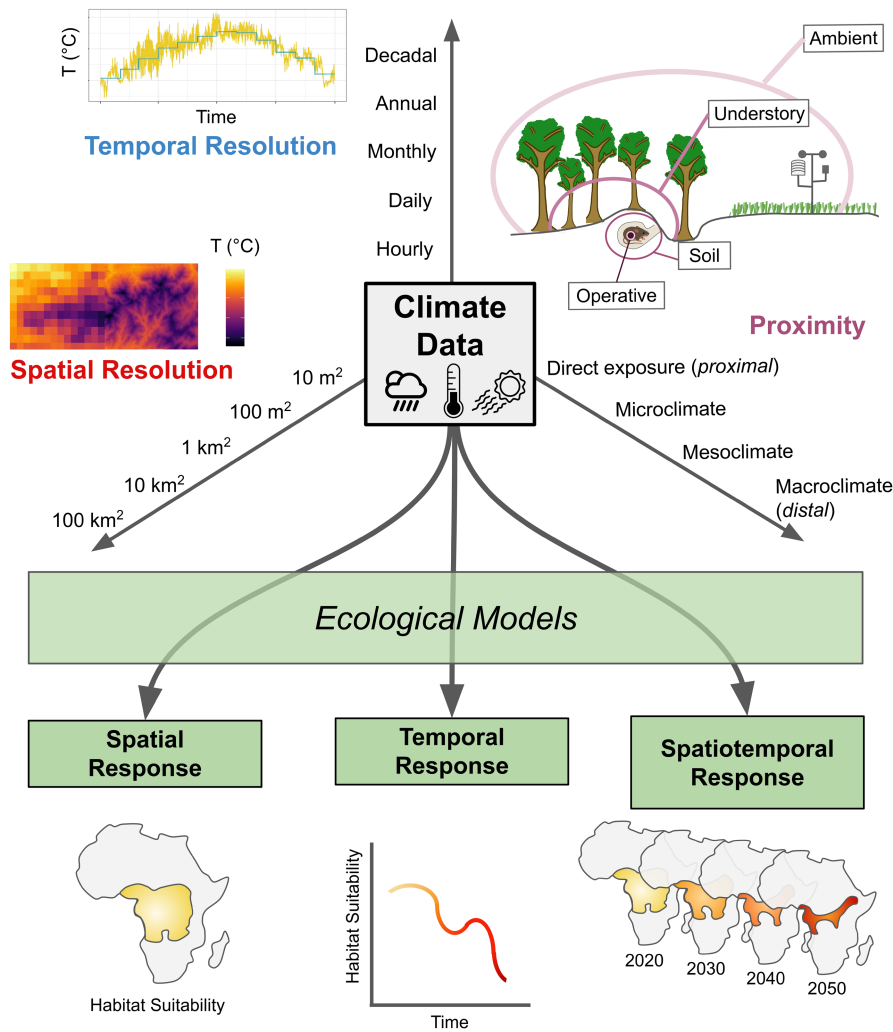 T (°C)
Time
Temporal Resolution
Decadal
Annual
Monthly
Daily
Hourly
Ambient
Understory
Soil
Operative
Proximity
T (°C)
Spatial Resolution
Climate
Data
10 m²
100 m²
1 km²
10 km²
100 km²
Direct exposure (proximal)
Microclimate
Mesoclimate
Macroclimate
(distal)
Ecological Models
Spatial
Response
Temporal
Response
Spatiotemporal
Response
Habitat Suitability
Habitat Suitability
Time
2020
2030
2040
2050